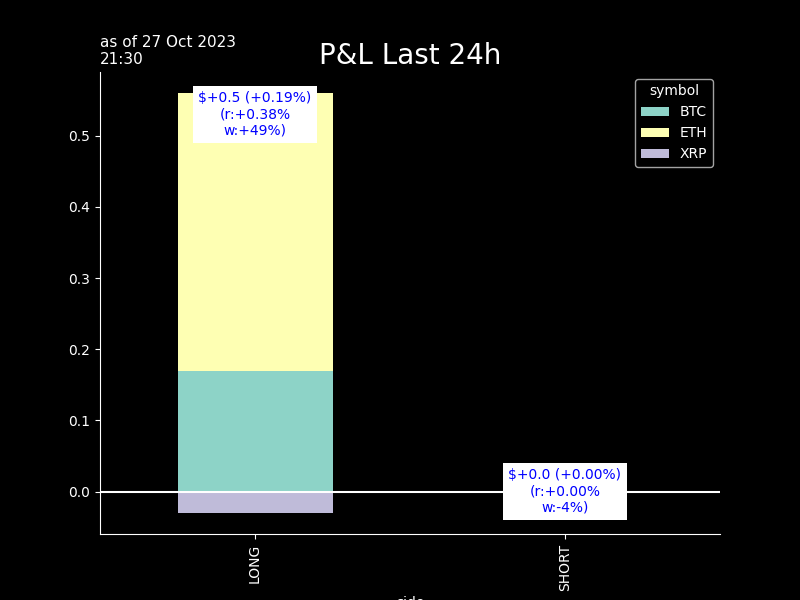 as of 27 Oct 2023
21:30
P&L Last 24h
symbol
BTC
ETH
XRP
$+0.5 (+0.19%)
(r:+0.38%
w:+49%)
0.5
0.4
0.3
0.2
0.1
0.0
$+0.0 (+0.00%)
(r:+0.00%
w:-4%)
LONG
SHORT